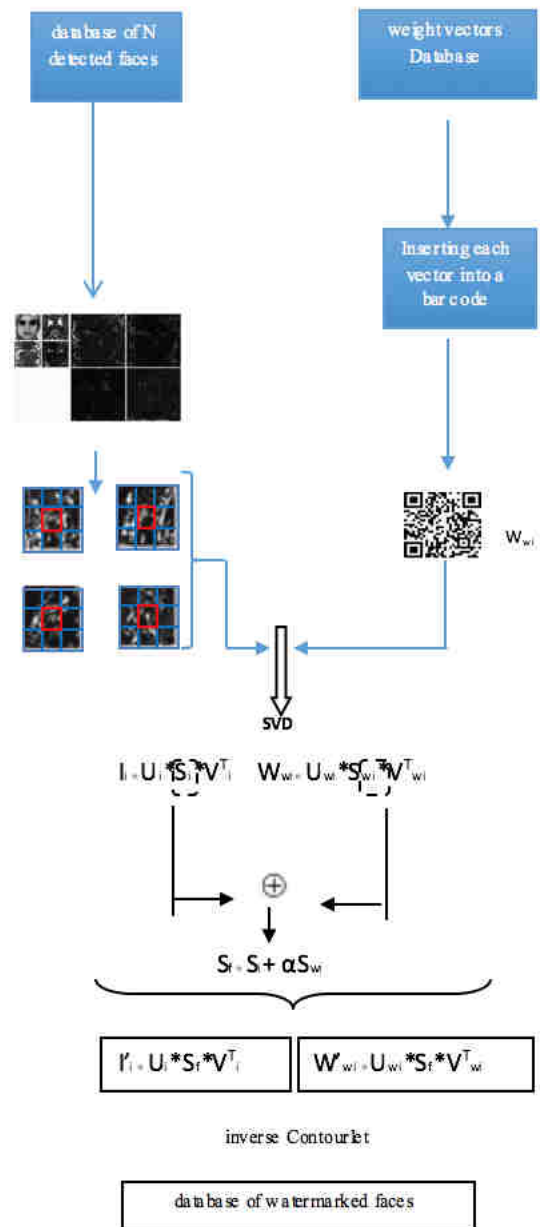 database of N
detected faces
weight vectors
Database
Inserting each
vector into a
bar code
Wwi
SVD
Ii = Ui*Si*VTi Wwi = Uwi*Swi*VTwi
⊕
Sf = Si + αSwi
I'i = Ui*Sf*VTi
W'wi = Uwi*Sf*VTwi
inverse Contourlet
database of watermarked faces